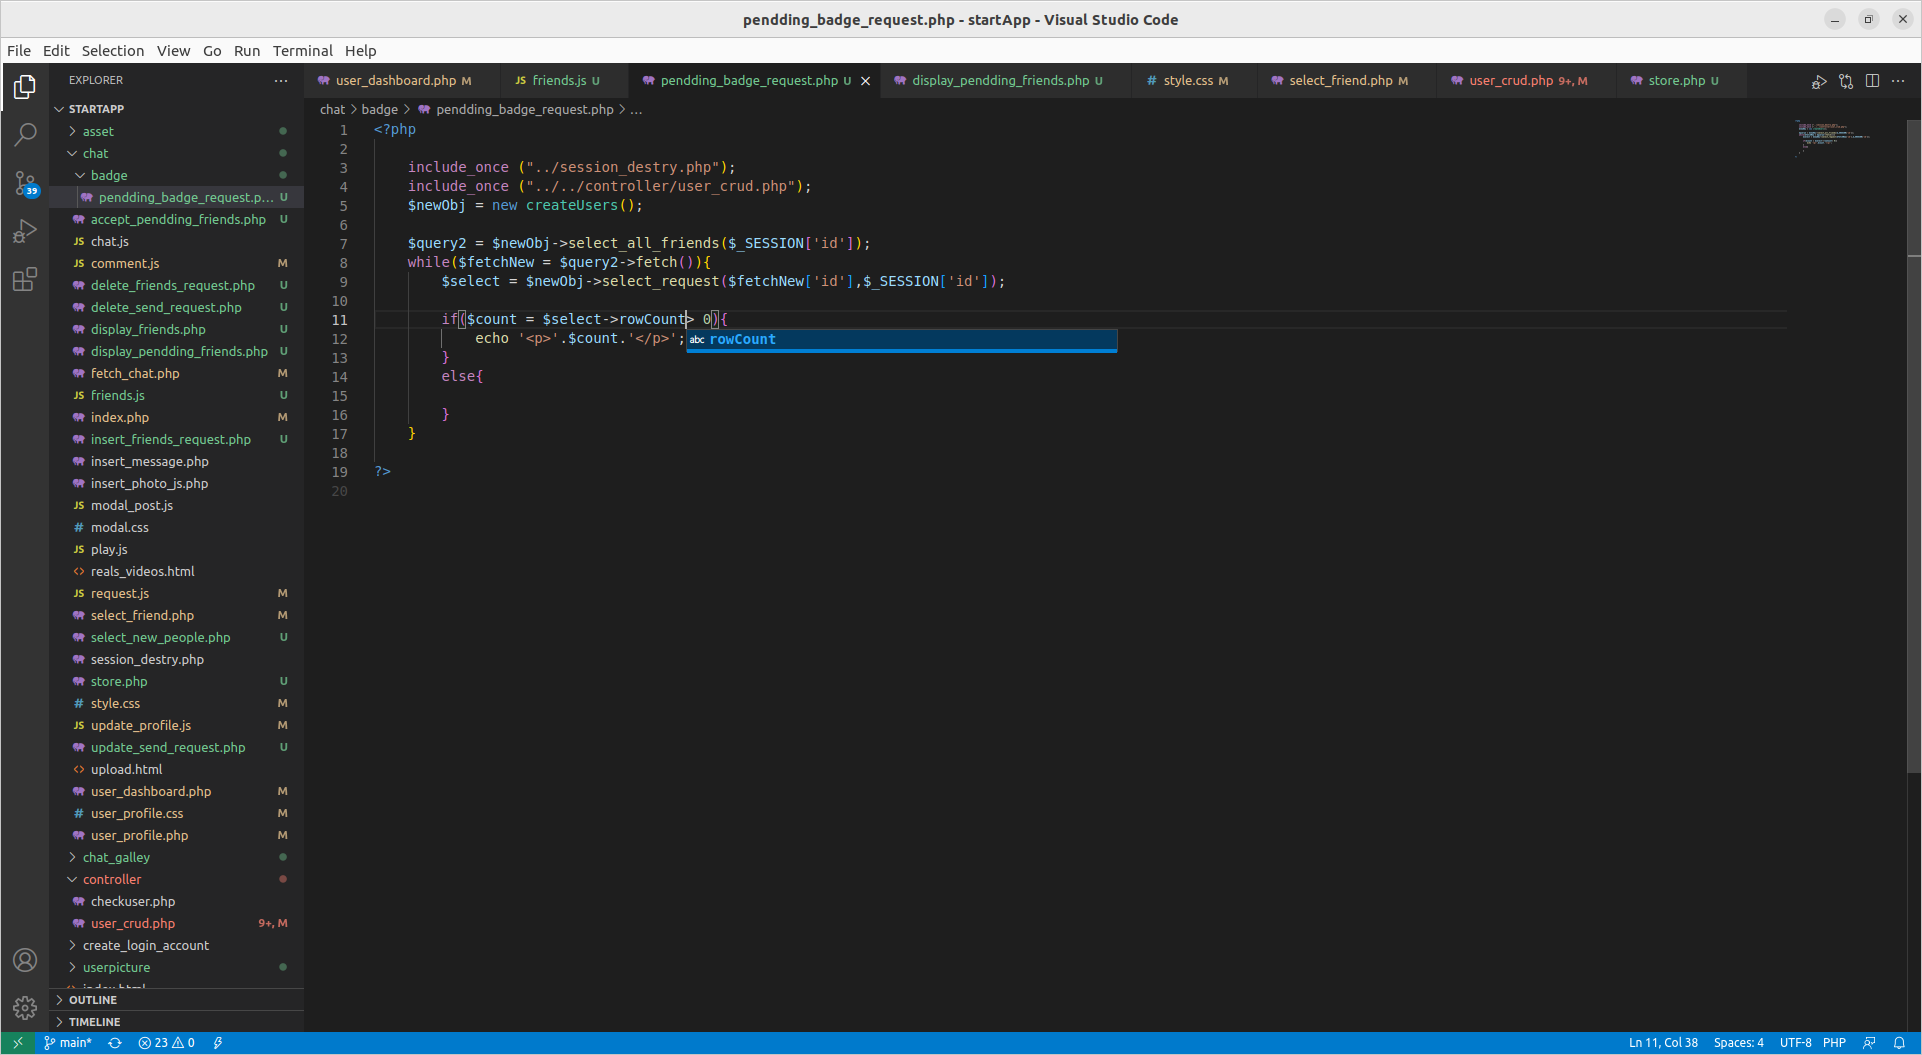 pendding_badge_request.php - startApp - Visual Studio Code
File Edit Selection View Go Run Terminal Help
EXPLORER ···
user_dashboard.php M
JS friends.js U
pendding_badge_request.php U
display_pendding_friends.php U
# style.css M
select_friend.php M
user_crud.php 9+, M
store.php U
chat > badge > pendding_badge_request.php > ...
STARTAPP
asset
chat
badge
pendding_badge_request.p... U
accept_pendding_friends.php U
JS chat.js
JS comment.js M
delete_friends_request.php U
delete_send_request.php U
display_friends.php U
display_pendding_friends.php U
fetch_chat.php M
JS friends.js U
index.php M
insert_friends_request.php U
insert_message.php
insert_photo_js.php
JS modal_post.js
# modal.css
JS play.js
<> reals_videos.html
JS request.js M
select_friend.php M
select_new_people.php U
session_destry.php
store.php U
# style.css M
JS update_profile.js M
update_send_request.php U
<> upload.html
user_dashboard.php M
# user_profile.css M
user_profile.php M
chat_galley
controller
checkuser.php
user_crud.php 9+, M
create_login_account
userpicture
OUTLINE
TIMELINE
39
1 <?php
2
3 include_once ("../session_destry.php");
4 include_once ("../../controller/user_crud.php");
5 $newObj = new createUsers();
6
7 $query2 = $newObj->select_all_friends($_SESSION['id']);
8 while($fetchNew = $query2->fetch()){
9 $select = $newObj->select_request($fetchNew['id'],$_SESSION['id']);
10
11 if($count = $select->rowCount> 0){
12 echo '<p>'.$count.'</p>';
abc rowCount
13 }
14 else{
15
16 }
17 }
18
19 ?>
20
main* 23 0
Ln 11, Col 38 Spaces: 4 UTF-8 PHP